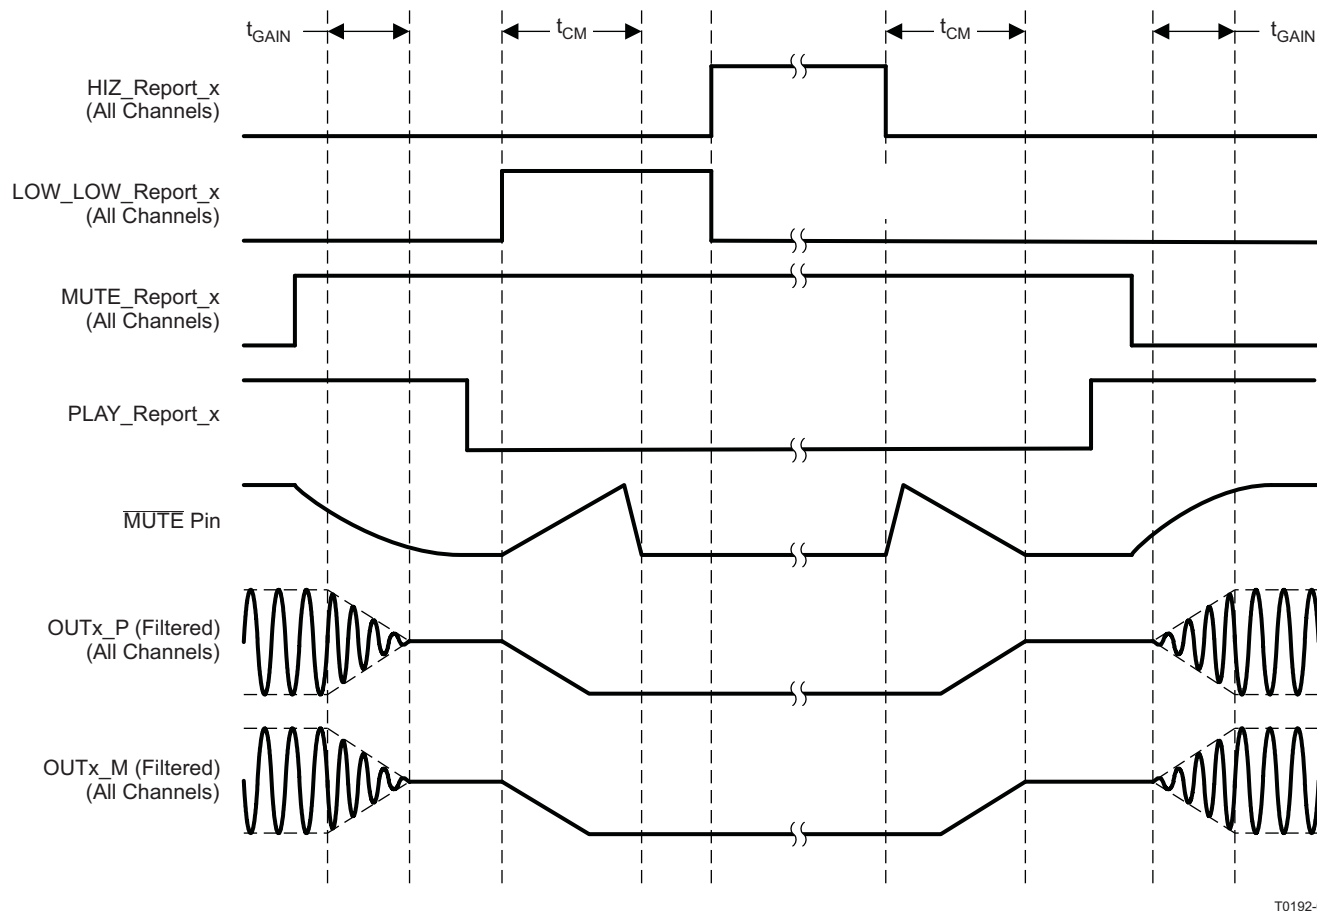 tGAIN
tCM
tCM
tGAIN
HIZ_Report_x
(All Channels)
LOW_LOW_Report_x
(All Channels)
MUTE_Report_x
(All Channels)
PLAY_Report_x
MUTE Pin
OUTx_P (Filtered)
(All Channels)
OUTx_M (Filtered)
(All Channels)